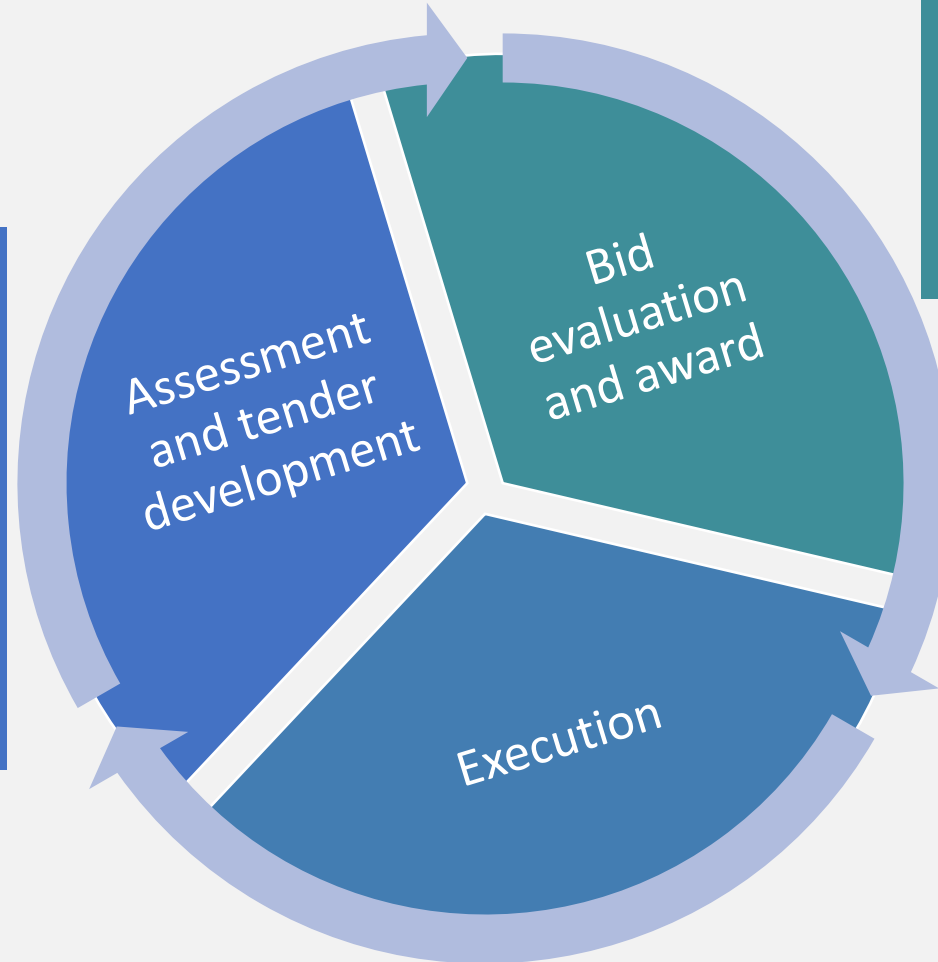 Assessment
and tender
development
Bid
evaluation
and award
Execution